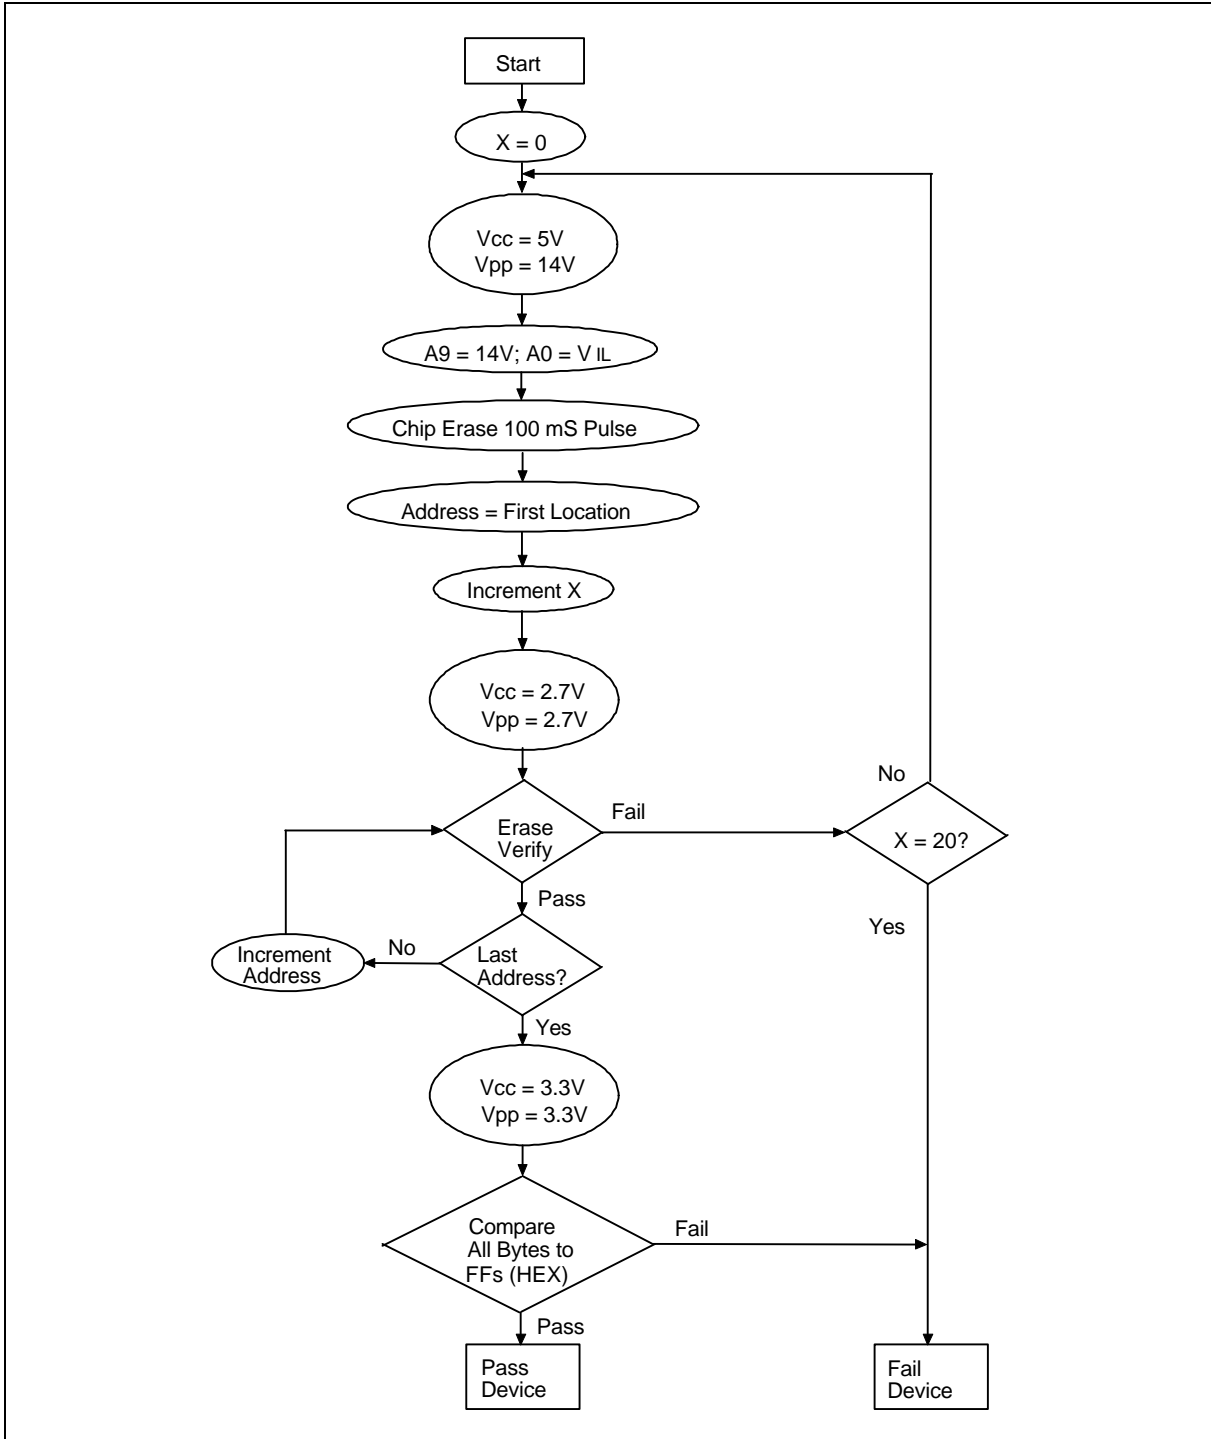 Start
X = 0
Vcc = 5V
Vpp = 14V
A9 = 14V; A0 = V IL
Chip Erase 100 mS Pulse
Address = First Location
Increment X
Vcc = 2.7V
Vpp = 2.7V
Erase
Verify
Fail
X = 20?
No
Yes
Pass
Last
Address?
No
Increment
Address
Yes
Vcc = 3.3V
Vpp = 3.3V
Compare
All Bytes to
FFs (HEX)
Fail
Pass
Pass
Device
Fail
Device